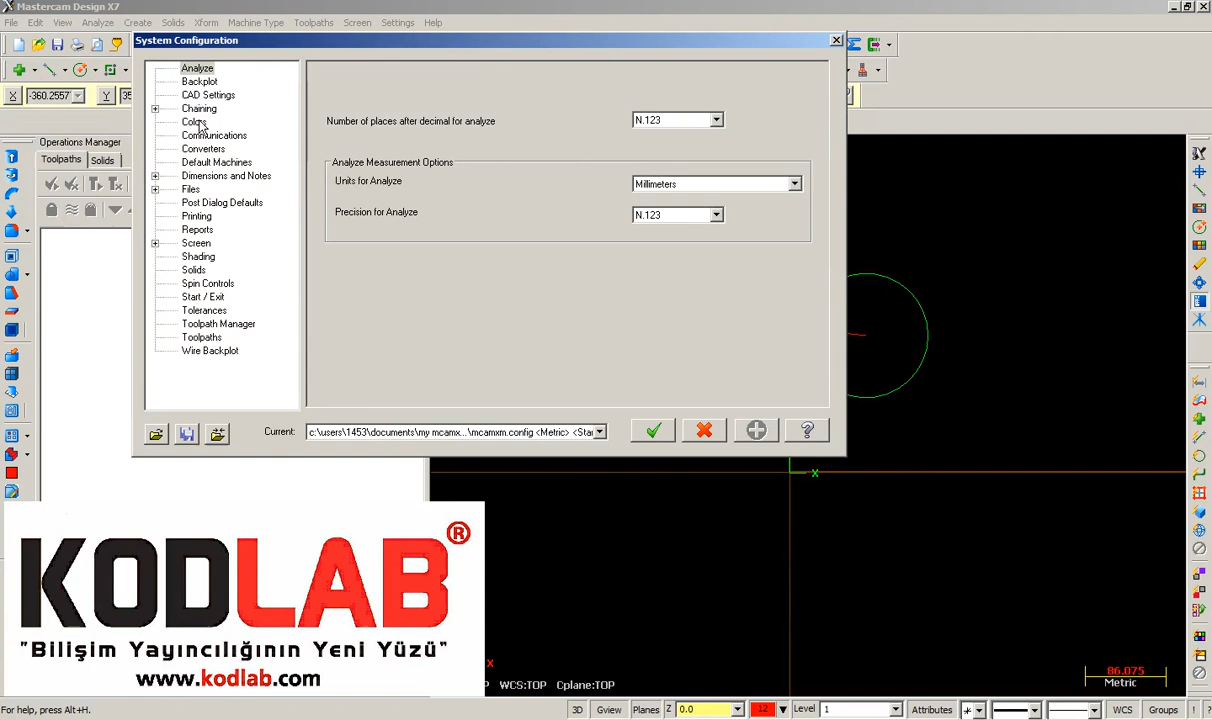 Mastercam Design X7
File Edit View Analyze Create Solids Xform Machine Type Toolpaths Screen Settings Help
System Configuration
X -360.2557 Y
Operations Manager
Toolpaths Solids
Analyze
Backplot
CAD Settings
Chaining
Colors
Communications
Converters
Default Machines
Dimensions and Notes
Files
Post Dialog Defaults
Printing
Reports
Screen
Shading
Solids
Spin Controls
Start / Exit
Tolerances
Toolpath Manager
Toolpaths
Wire Backplot
Number of places after decimal for analyze N.123
Analyze Measurement Options
Units for Analyze Millimeters
Precision for Analyze N.123
Current: c:\users\1453\documents\my mcamx...\mcamxm.config <Metric> <Star
X
KODLAB®
"Bilişim Yayıncılığının Yeni Yüzü"
www.kodlab.com
x
WCS:TOP Cplane:TOP
86.075
Metric
For help, press Alt+H.
3D Gview Planes Z 0.0 12 Level 1 Attributes WCS Groups ! ?